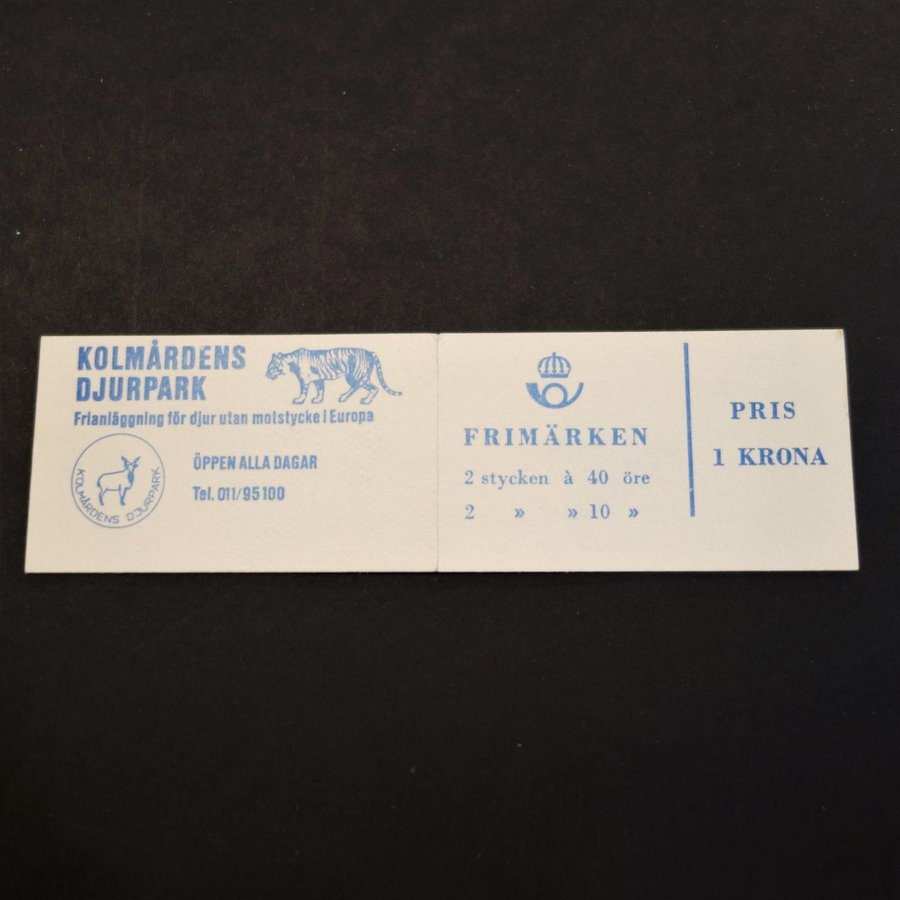 KOLMÅRDENS
DJURPARK
Frianläggning för djur utan motstycke I Europa
KOLMÅRDENS DJURPARK
ÖPPEN ALLA DAGAR
Tel. 011/95100
FRIMÄRKEN
2 stycken à 40 öre
2 » » 10 »
PRIS
1 KRONA